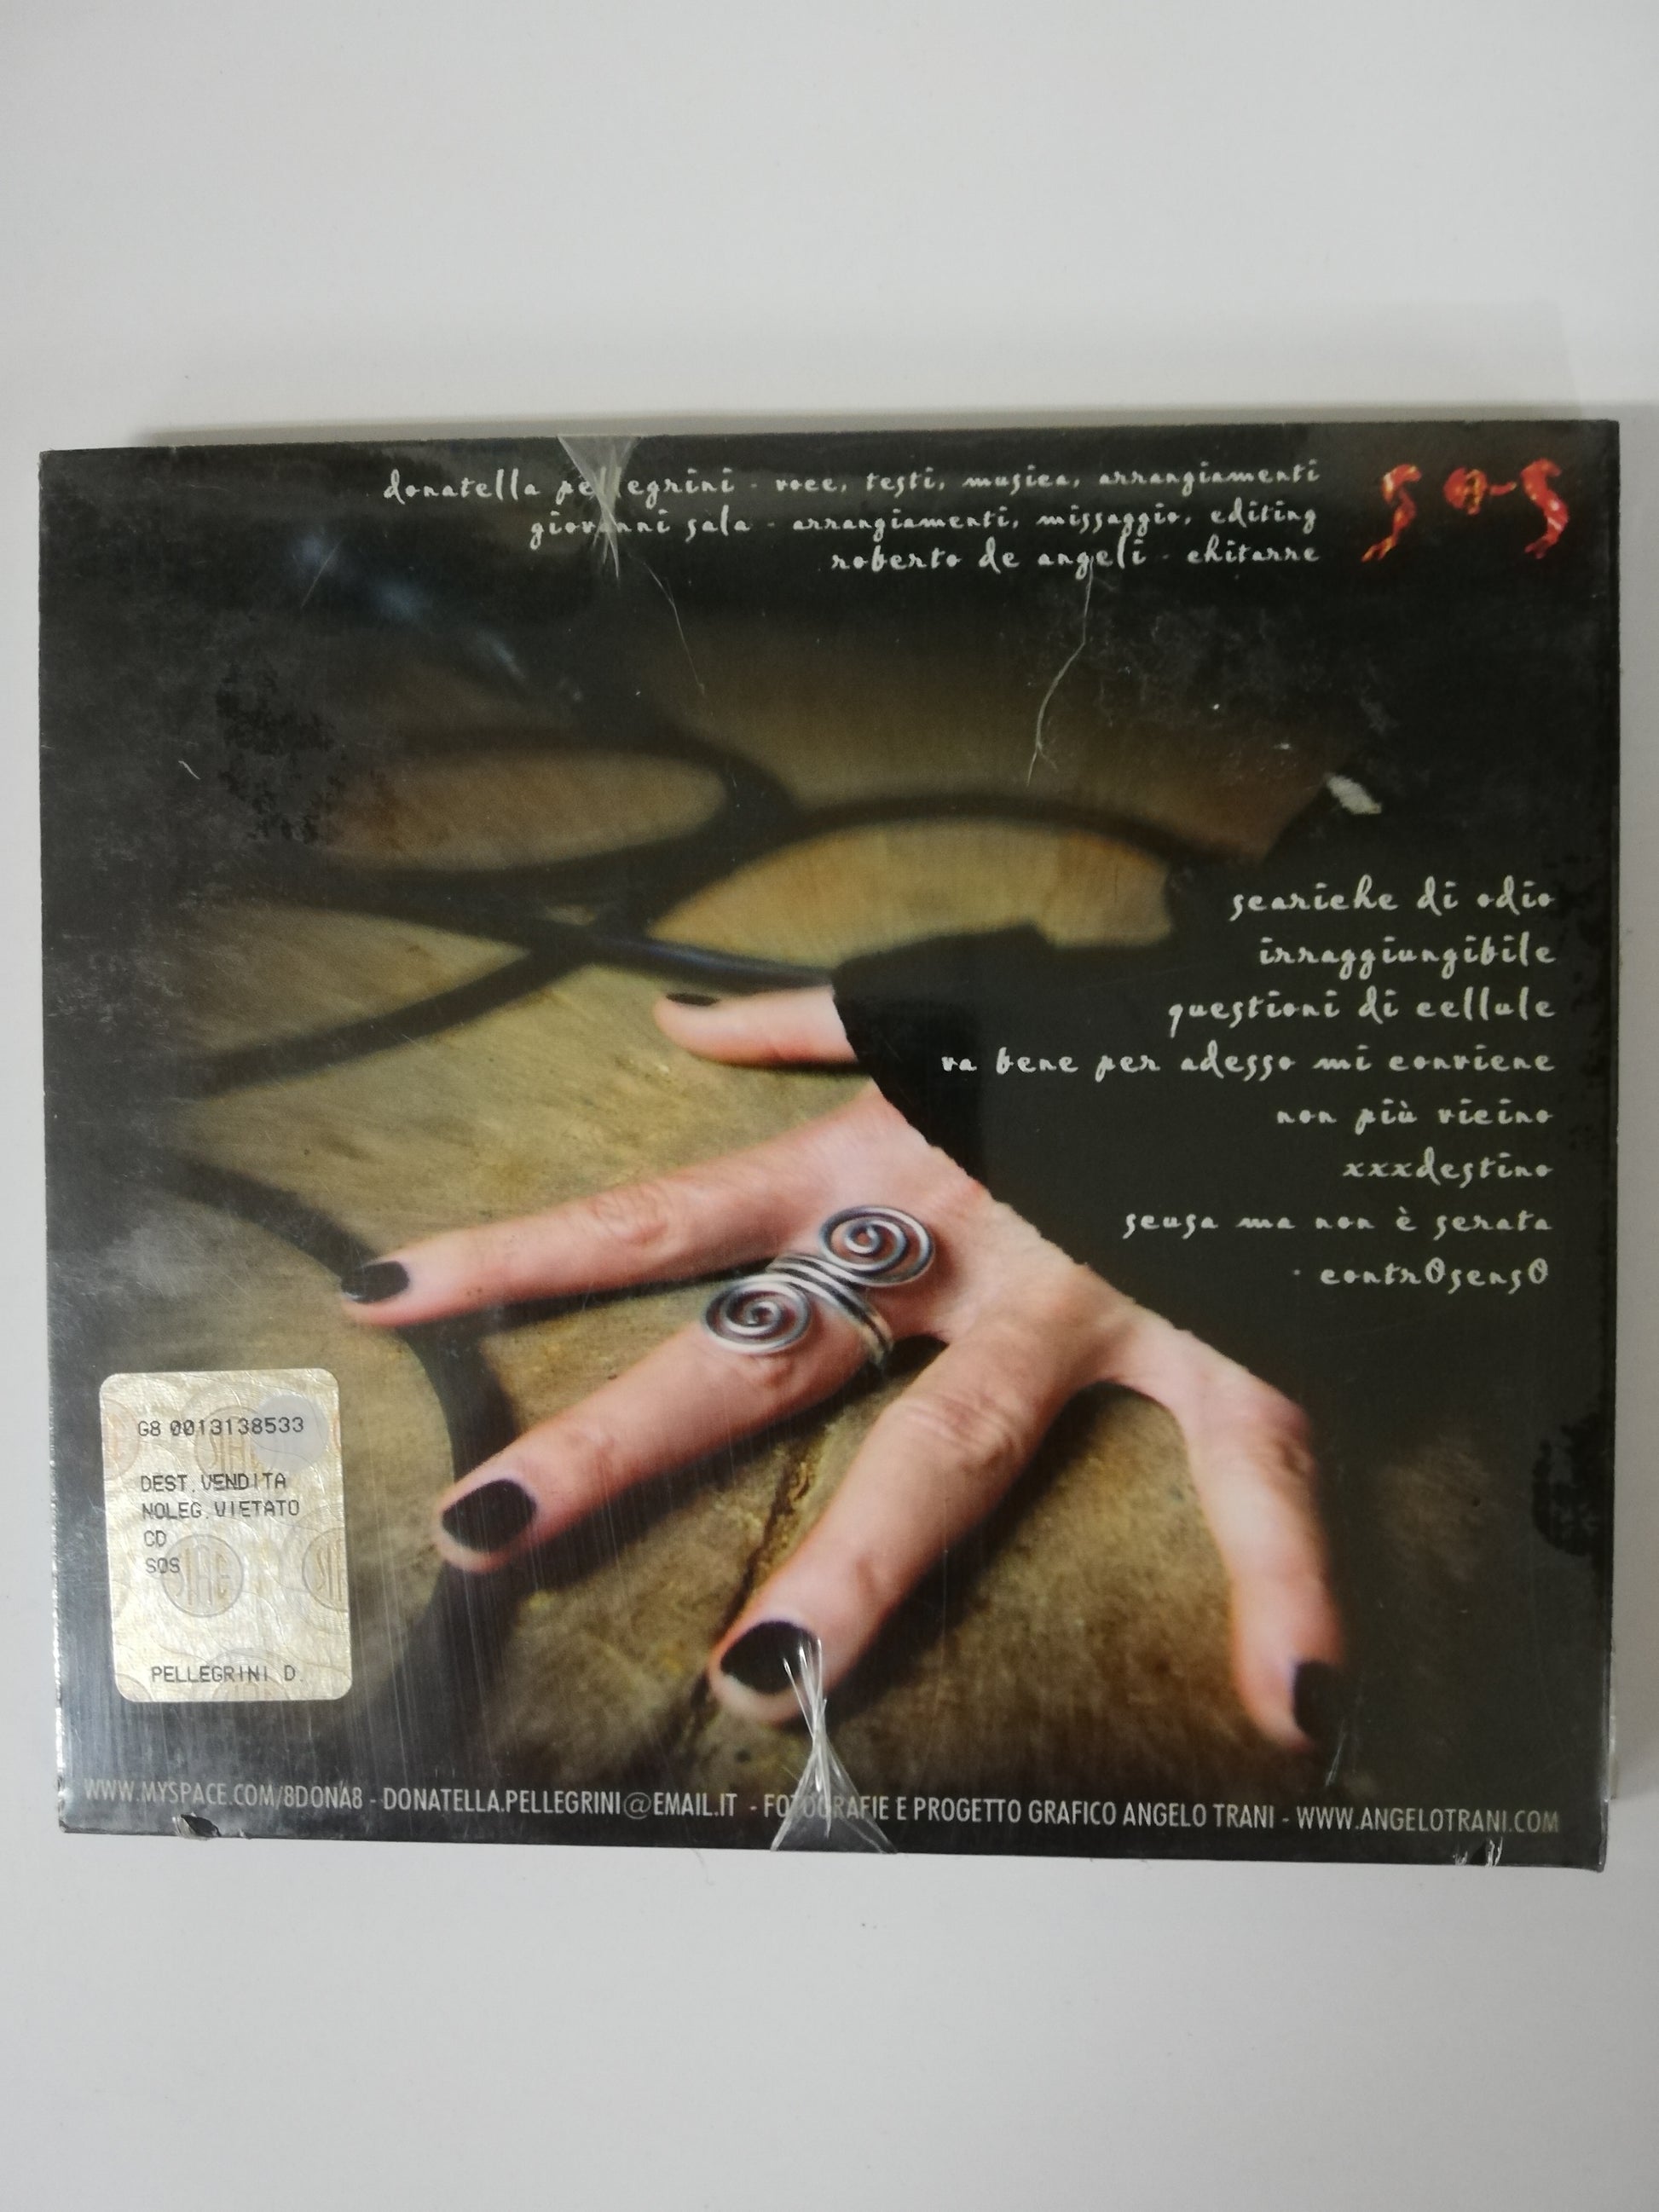 donatella pellegrini - voce, testi, musica, arrangiamenti
giovanni sala - arrangiamenti, missaggio, editing
roberto de angeli - chitarre
sos
scariche di odio
irraggiungibile
questioni di cellule
va bene per adesso mi conviene
non più vicino
xxxdestino
scusa ma non è serata
contr0sens0
G8 0013138533
DEST.VENDITA
NOLEG.VIETATO
CD
SOS
SIAE
PELLEGRINI D.
WWW.MYSPACE.COM/8DONA8 - DONATELLA.PELLEGRINI@EMAIL.IT - FOTOGRAFIE E PROGETTO GRAFICO ANGELO TRANI - WWW.ANGELOTRANI.COM